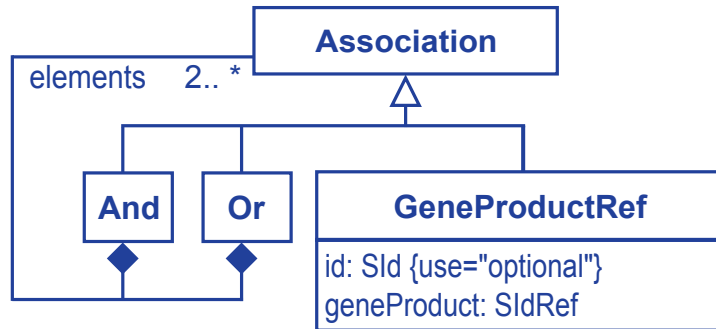 Association
elements 2.. *
And
Or
GeneProductRef
id: SId {use="optional"}
geneProduct: SIdRef